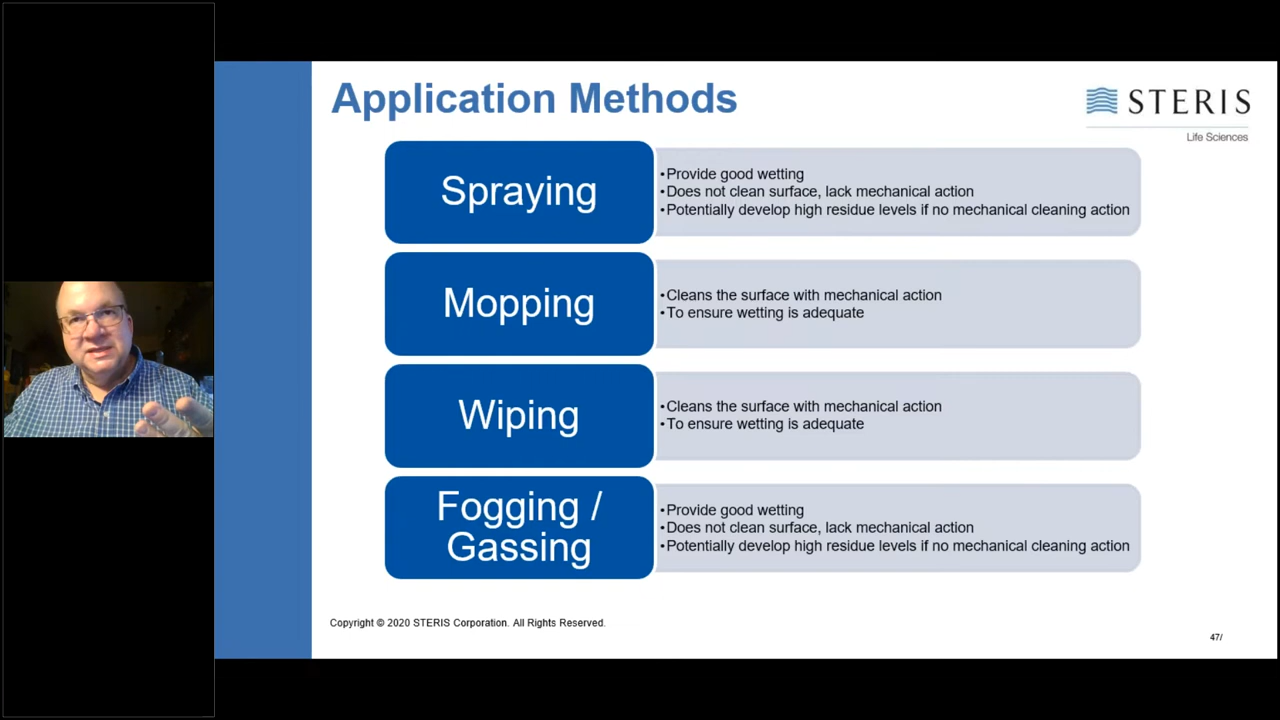 Application Methods
STERIS
Life Sciences
Spraying
•Provide good wetting
•Does not clean surface, lack mechanical action
•Potentially develop high residue levels if no mechanical cleaning action
Mopping
•Cleans the surface with mechanical action
•To ensure wetting is adequate
Wiping
•Cleans the surface with mechanical action
•To ensure wetting is adequate
Fogging /
Gassing
•Provide good wetting
•Does not clean surface, lack mechanical action
•Potentially develop high residue levels if no mechanical cleaning action
Copyright © 2020 STERIS Corporation. All Rights Reserved.
47/